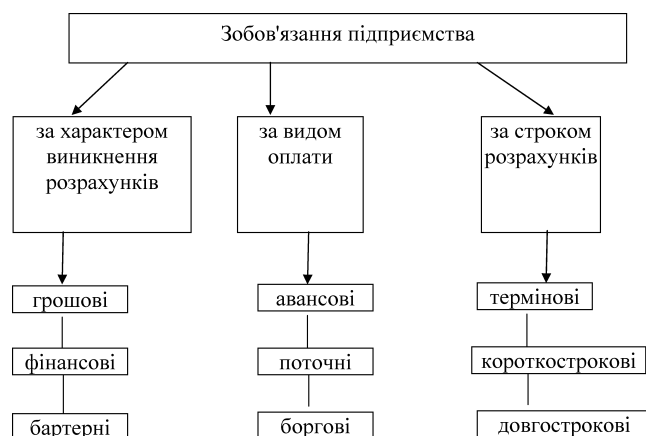 Зобов'язання підприємства
за характером
виникнення
розрахунків
за видом
оплати
за строком
розрахунків
грошові
авансові
термінові
фінансові
поточні
короткострокові
бартерні
боргові
довгострокові